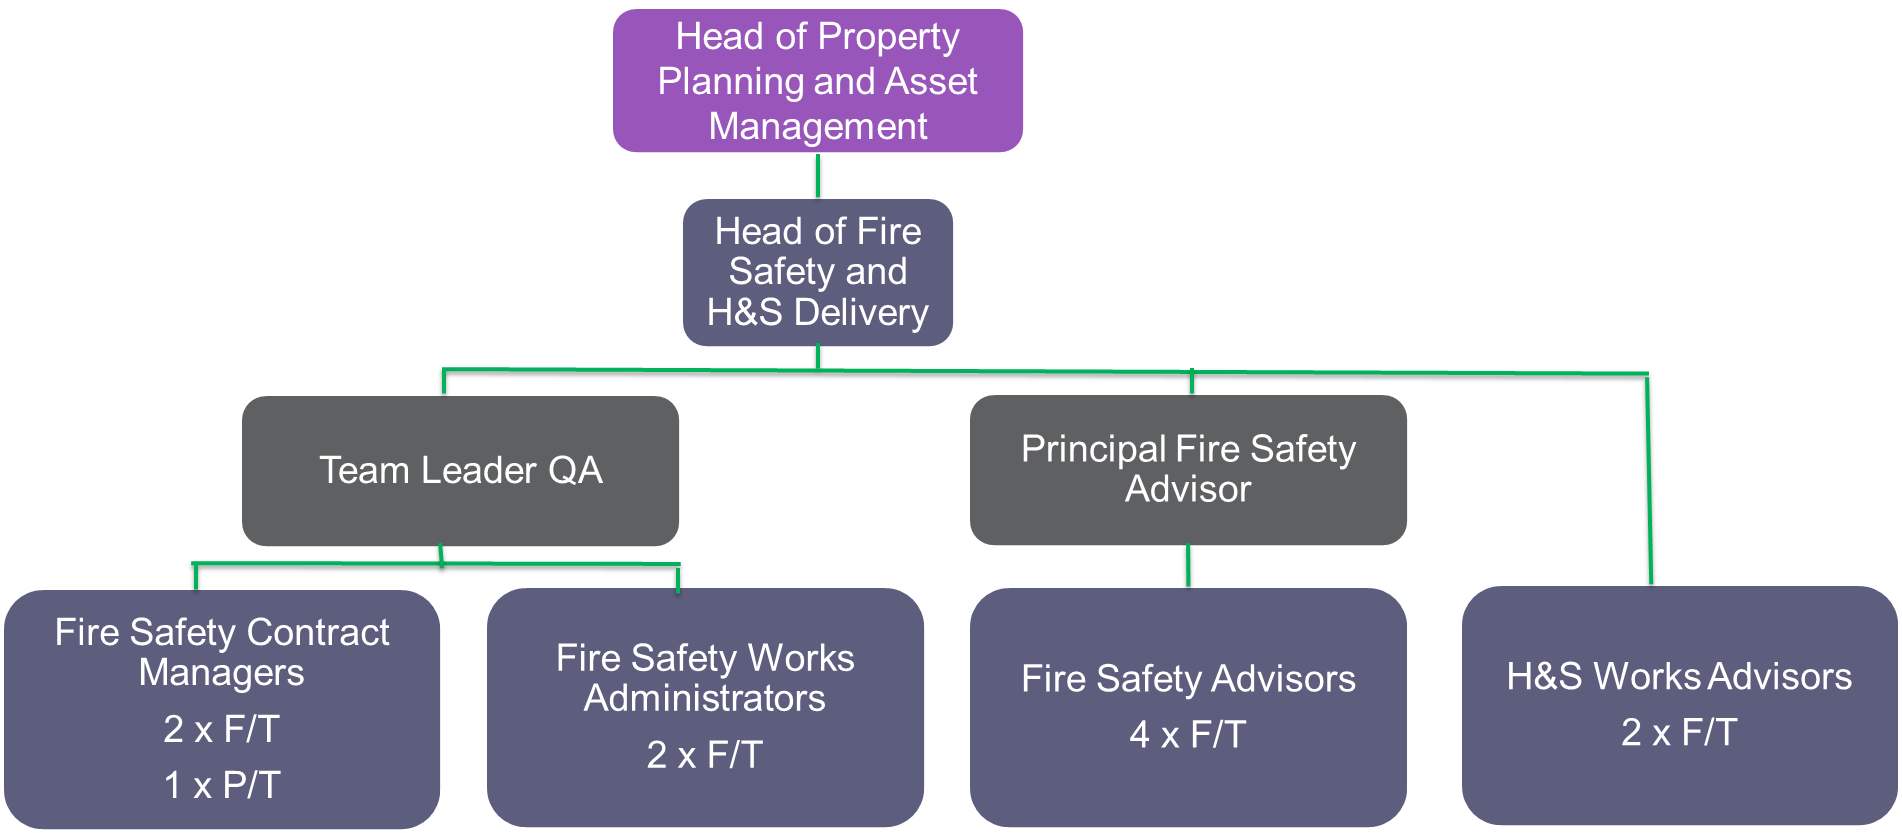 Head of Property
Planning and Asset
Management
Head of Fire
Safety and
H&S Delivery
Team Leader QA
Principal Fire Safety
Advisor
Fire Safety Contract
Managers
2 x F/T
1 x P/T
Fire Safety Works
Administrators
2 x F/T
Fire Safety Advisors
4 x F/T
H&S Works Advisors
2 x F/T